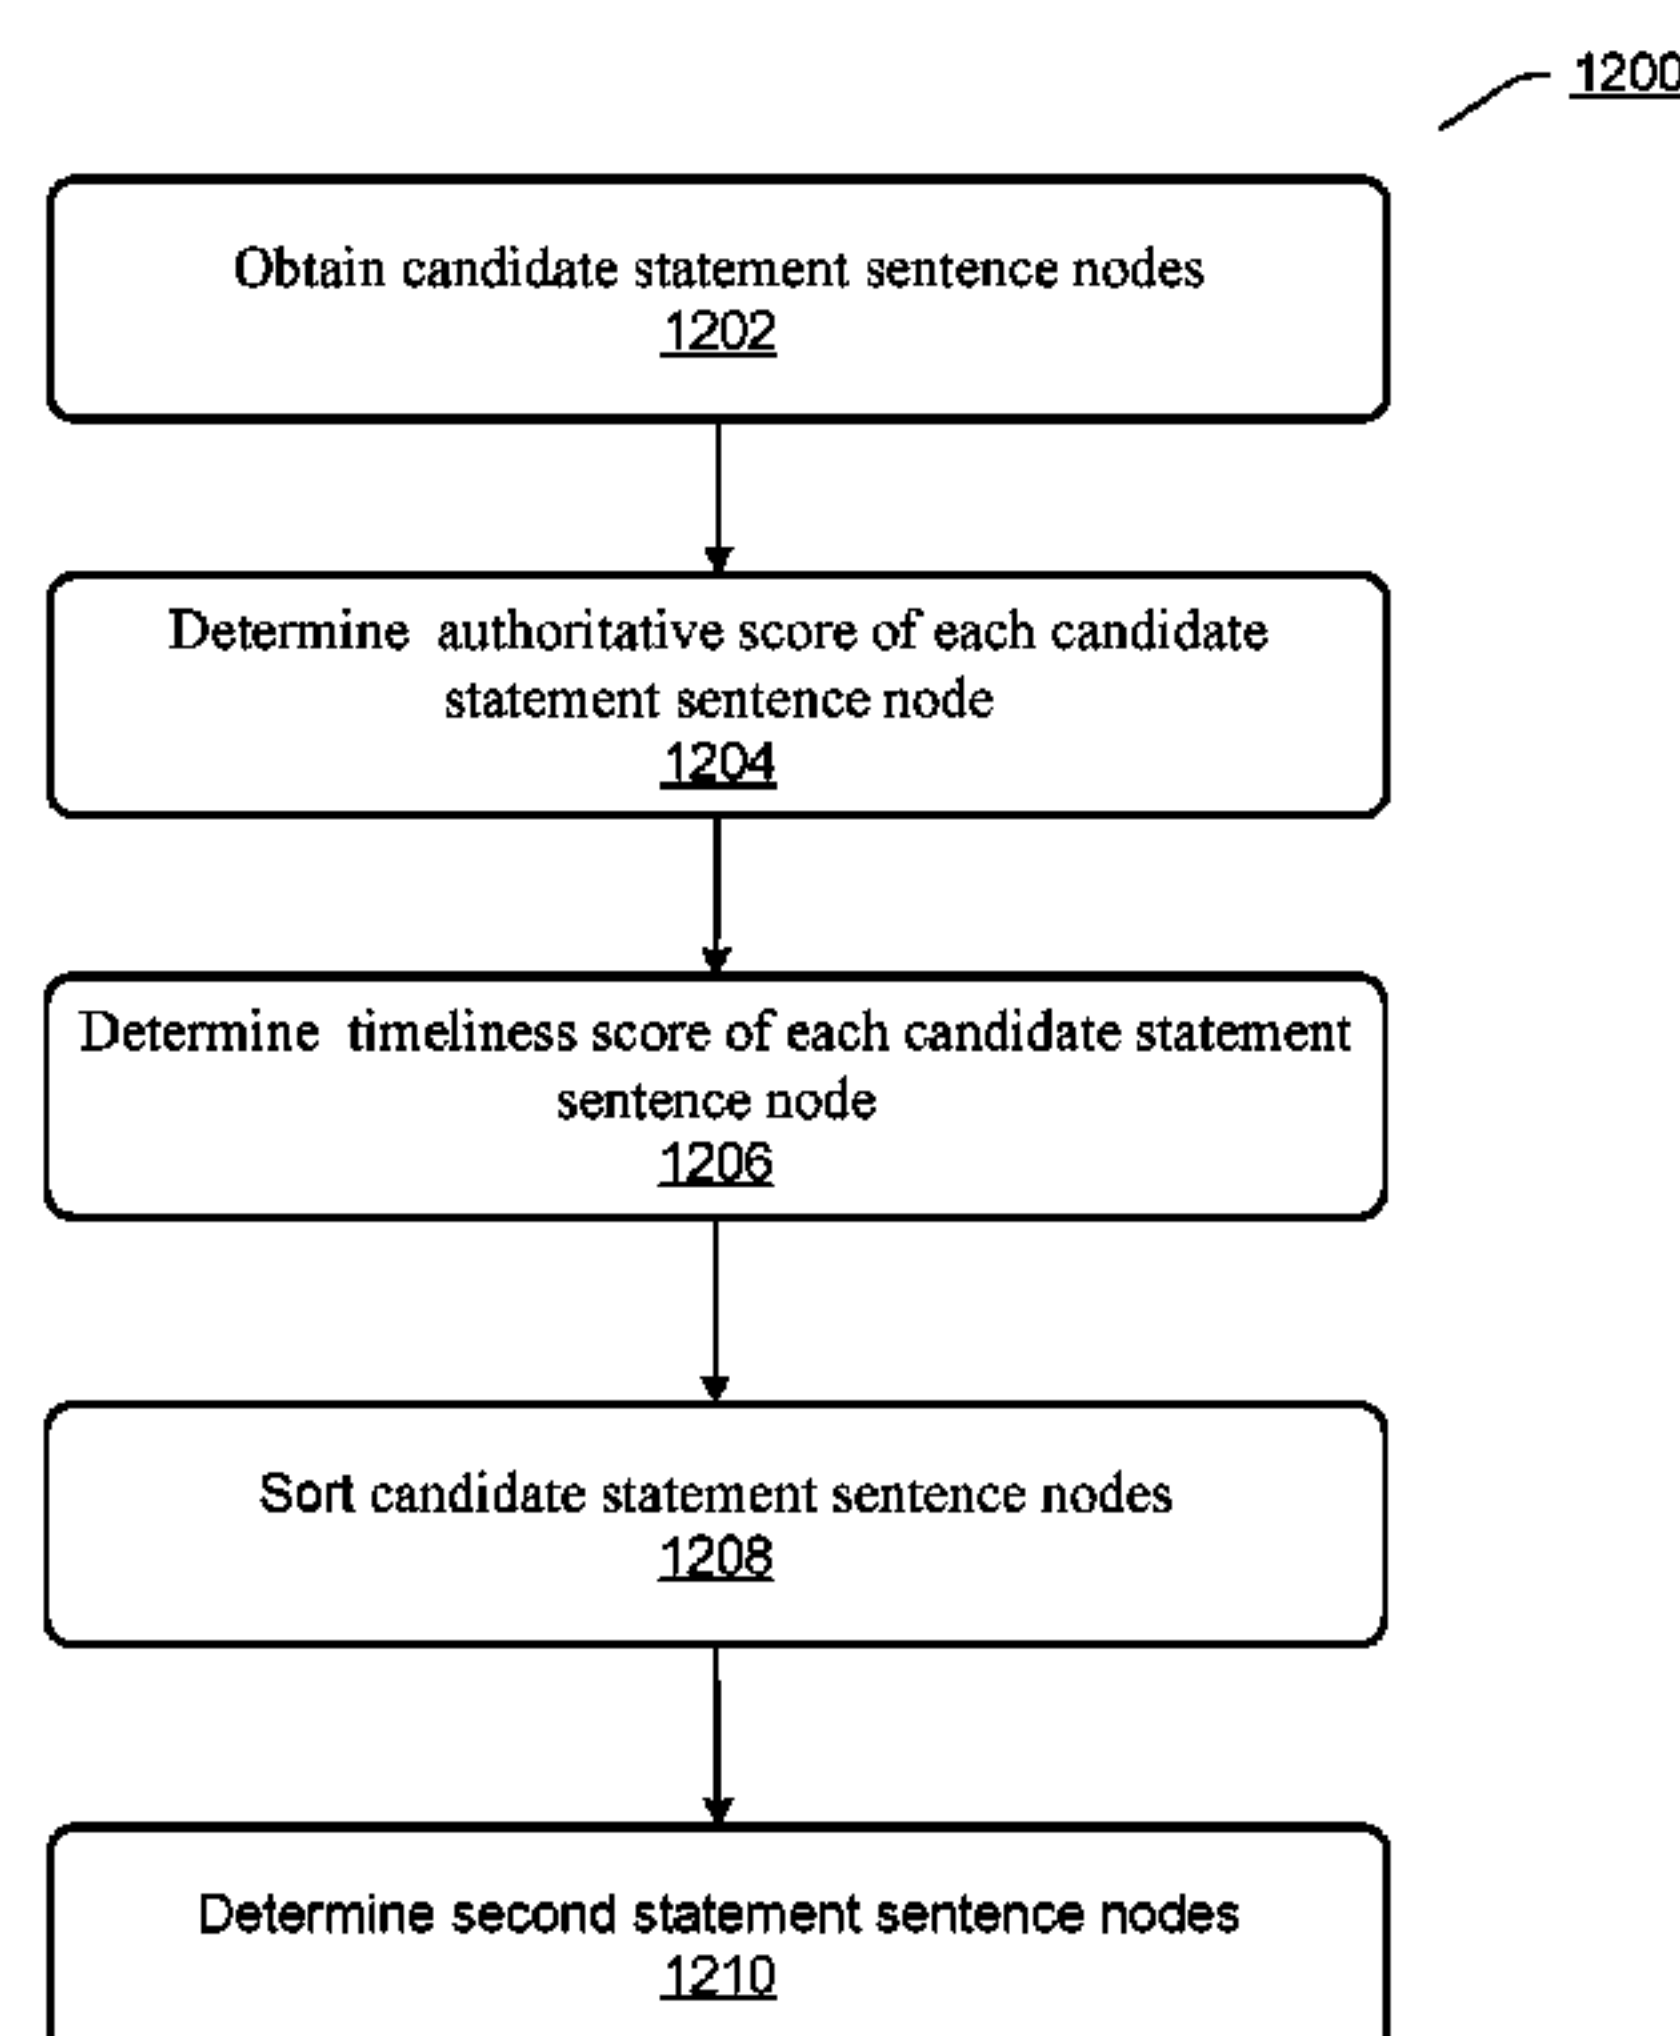 1200
Obtain candidate statement sentence nodes
1202
Determine authoritative score of each candidate
statement sentence node
1204
Determine timeliness score of each candidate statement
sentence node
1206
Sort candidate statement sentence nodes
1208
Determine second statement sentence nodes
1210